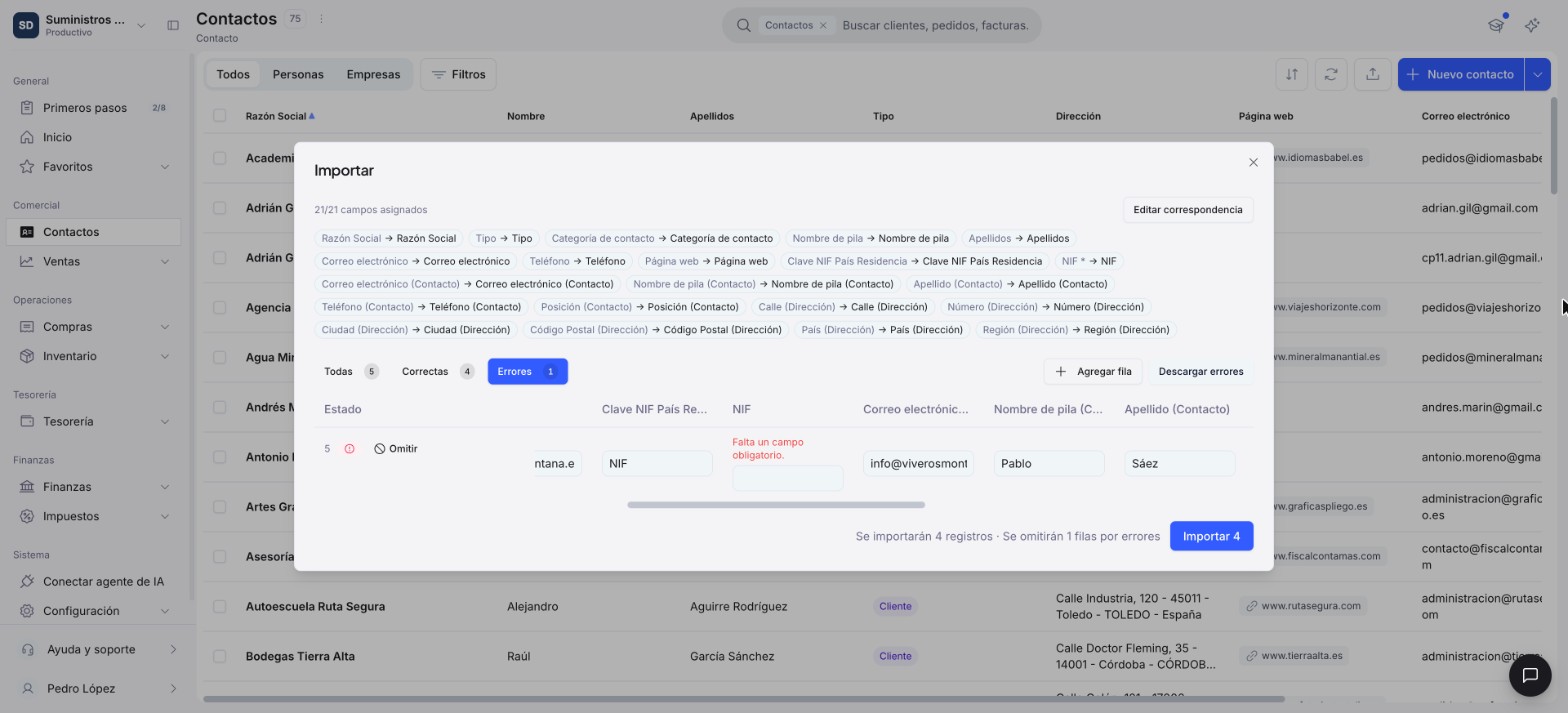 SD
Suministros ...
Productivo
Contactos 75
Contacto
Contactos
Buscar clientes, pedidos, facturas.
General
Primeros pasos 2/8
Inicio
Favoritos
Comercial
Contactos
Ventas
Operaciones
Compras
Inventario
Tesorería
Tesorería
Finanzas
Finanzas
Impuestos
Sistema
Conectar agente de IA
Configuración
Ayuda y soporte
Pedro López
Todos Personas Empresas Filtros
Nuevo contacto
Razón Social Nombre Apellidos Tipo Dirección Página web Correo electrónico
Academi ww.idiomasbabel.es pedidos@idiomasbabe
Adrián G adrian.gil@gmail.com
Adrián G cp11.adrian.gil@gmail.
Agencia ww.viajeshorizonte.com pedidos@viajeshorizo
Agua Min ww.mineralmanantial.es pedidos@mineralmana
Andrés M andres.marin@gmail.c
Antonio antonio.moreno@gma
Artes Gra ww.graficaspliego.es administracion@grafic
o.es
Asesoría ww.fiscalcontamas.com contacto@fiscalcontam
m
Importar
21/21 campos asignados
Editar correspondencia
Razón Social → Razón Social Tipo → Tipo Categoría de contacto → Categoría de contacto Nombre de pila → Nombre de pila Apellidos → Apellidos
Correo electrónico → Correo electrónico Teléfono → Teléfono Página web → Página web Clave NIF País Residencia → Clave NIF País Residencia NIF * → NIF
Correo electrónico (Contacto) → Correo electrónico (Contacto) Nombre de pila (Contacto) → Nombre de pila (Contacto) Apellido (Contacto) → Apellido (Contacto)
Teléfono (Contacto) → Teléfono (Contacto) Posición (Contacto) → Posición (Contacto) Calle (Dirección) → Calle (Dirección) Número (Dirección) → Número (Dirección)
Ciudad (Dirección) → Ciudad (Dirección) Código Postal (Dirección) → Código Postal (Dirección) País (Dirección) → País (Dirección) Región (Dirección) → Región (Dirección)
Todas 5 Correctas 4 Errores 1
Agregar fila Descargar errores
Estado Clave NIF País Re... NIF Correo electrónic... Nombre de pila (C... Apellido (Contacto)
Falta un campo
obligatorio.
5 Omitir ntana.e NIF info@viverosmont Pablo Sáez
Se importarán 4 registros · Se omitirán 1 filas por errores
Importar 4
Autoescuela Ruta Segura Alejandro Aguirre Rodríguez Cliente Calle Industria, 120 - 45011 -
Toledo - TOLEDO - España www.rutasegura.com administracion@rutase
om
Bodegas Tierra Alta Raúl García Sánchez Cliente Calle Doctor Fleming, 35 -
14001 - Córdoba - CÓRDOB... www.tierraalta.es